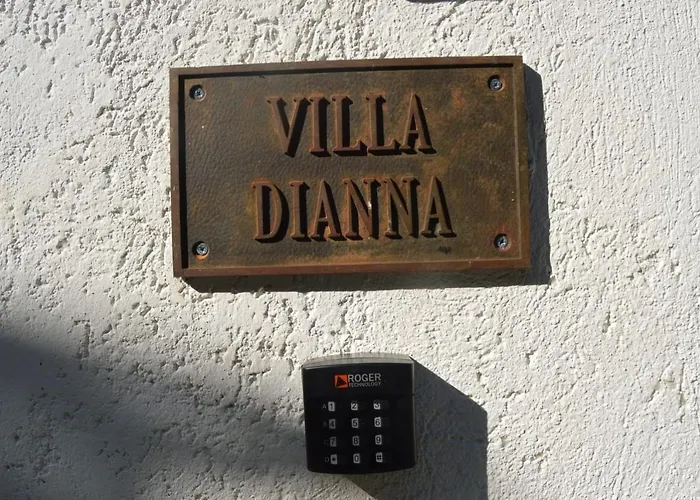 VILLA
DIANNA
ROGER
TECHNOLOGY
A 1 2 3
B 4 5 6
C 7 8 9
D * 0 #